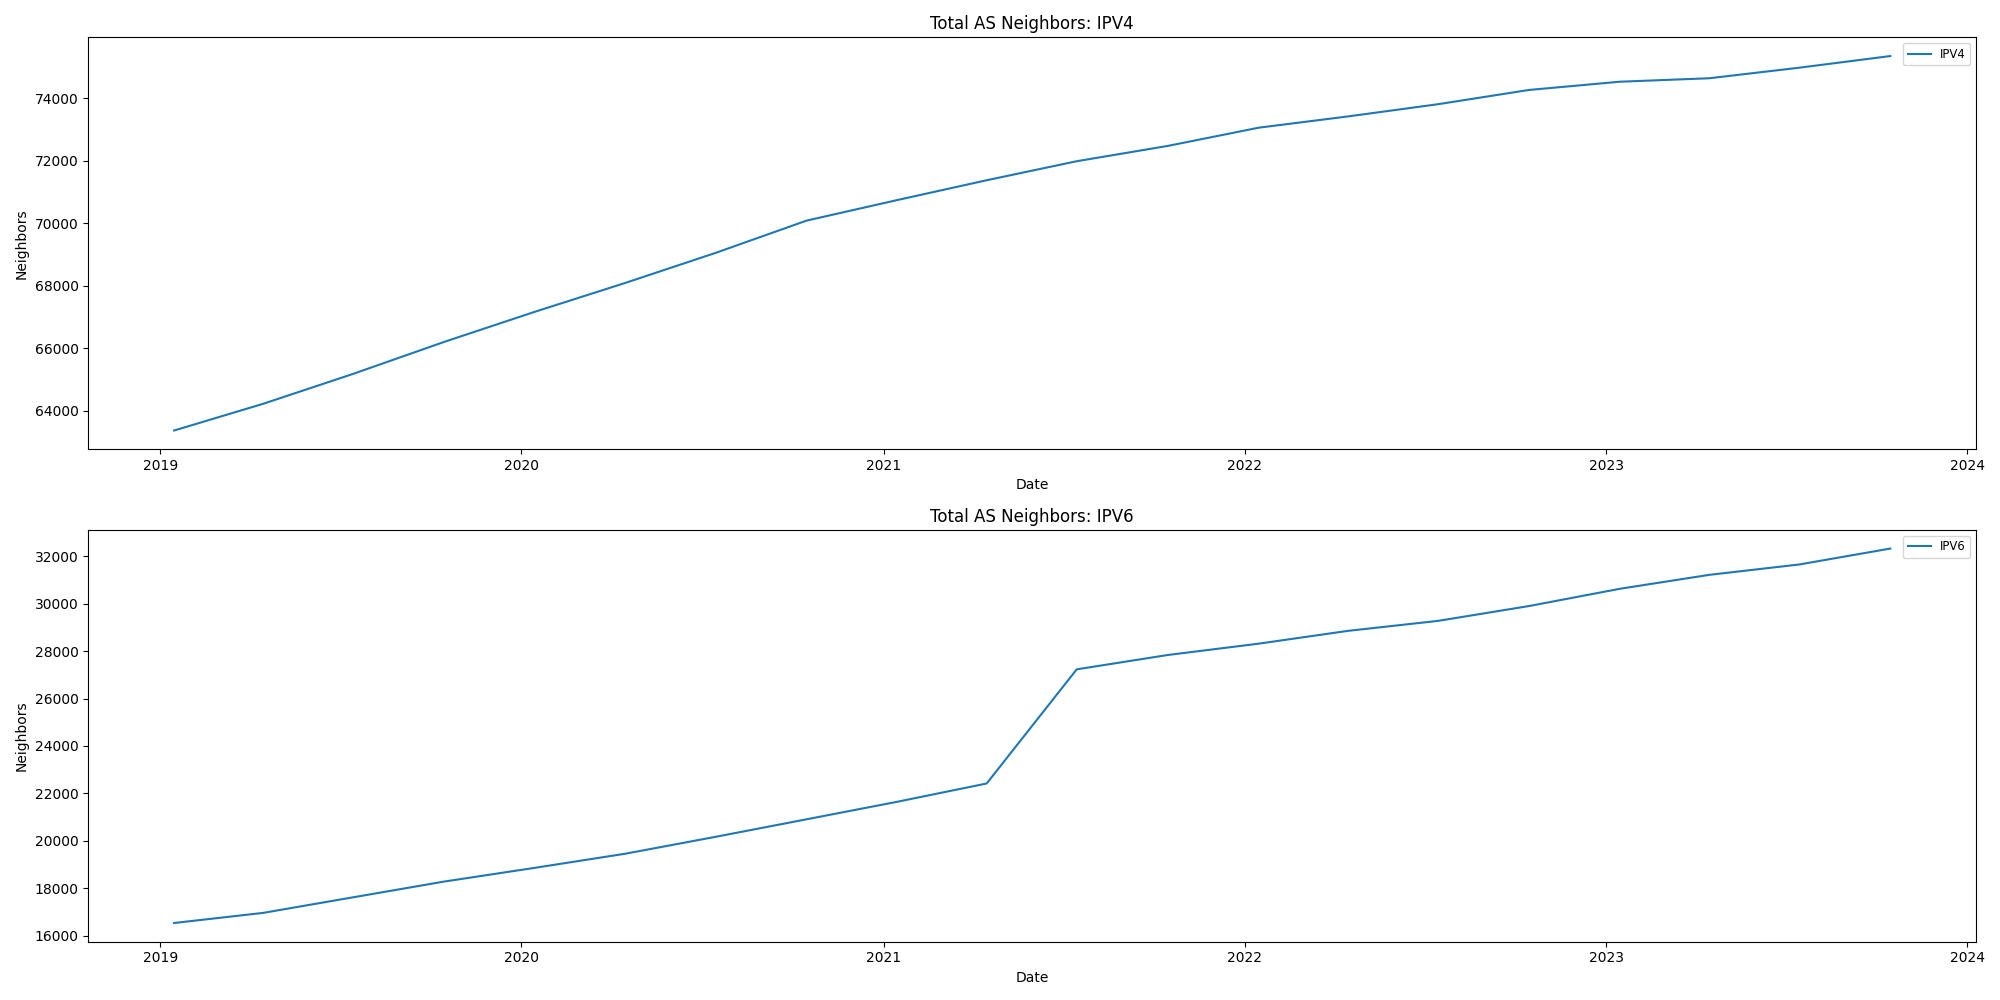 Total AS Neighbors: IPV4
IPV4
74000
72000
70000
68000
66000
64000
Neighbors
2019 2020 2021 2022 2023 2024
Date
Total AS Neighbors: IPV6
IPV6
32000
30000
28000
26000
24000
22000
20000
18000
16000
Neighbors
2019 2020 2021 2022 2023 2024
Date